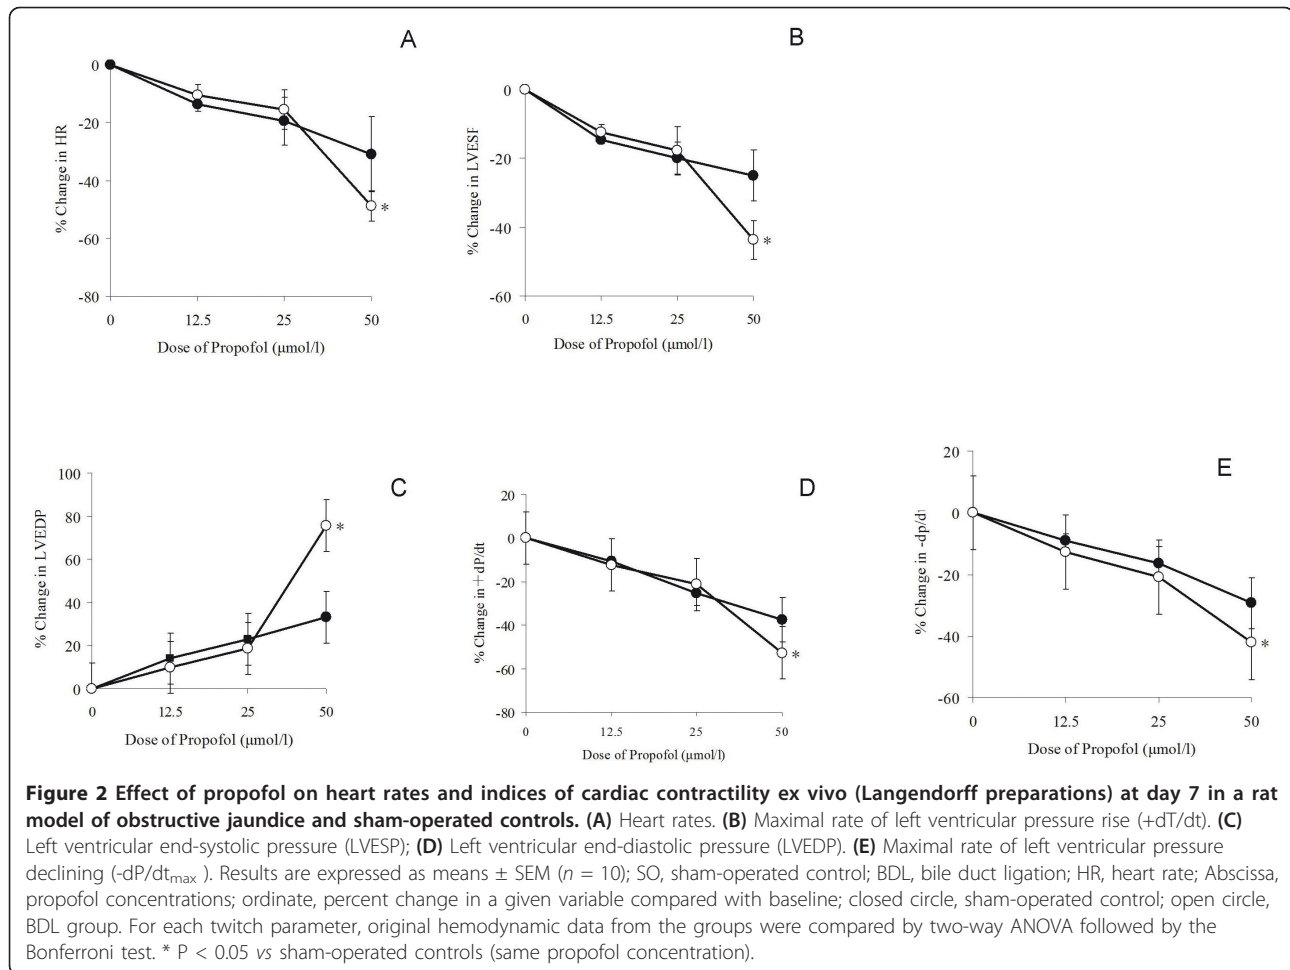 A
0
-20
-40
-60
-80
% Change in HR
*
0 12.5 25 50
Dose of Propofol (μmol/l)
B
0
-20
-40
-60
% Change in LVESP
*
0 12.5 25 50
Dose of Propofol (μmol/l)
C
100
80
60
40
20
0
% Change in LVEDP
*
0 12.5 25 50
Dose of Propofol (μmol/l)
D
20
0
-20
-40
-60
-80
% Change in +dP/dt
*
0 12.5 25 50
Dose of Propofol (μmol/l)
E
20
0
-20
-40
-60
% Change in -dp/dt
*
0 12.5 25 50
Dose of Propofol (μmol/l)
Figure 2 Effect of propofol on heart rates and indices of cardiac contractility ex vivo (Langendorff preparations) at day 7 in a rat
model of obstructive jaundice and sham-operated controls. (A) Heart rates. (B) Maximal rate of left ventricular pressure rise (+dT/dt). (C)
Left ventricular end-systolic pressure (LVESP); (D) Left ventricular end-diastolic pressure (LVEDP). (E) Maximal rate of left ventricular pressure
declining (-dP/dtmax ). Results are expressed as means ± SEM (n = 10); SO, sham-operated control; BDL, bile duct ligation; HR, heart rate; Abscissa,
propofol concentrations; ordinate, percent change in a given variable compared with baseline; closed circle, sham-operated control; open circle,
BDL group. For each twitch parameter, original hemodynamic data from the groups were compared by two-way ANOVA followed by the
Bonferroni test. * P < 0.05 vs sham-operated controls (same propofol concentration).